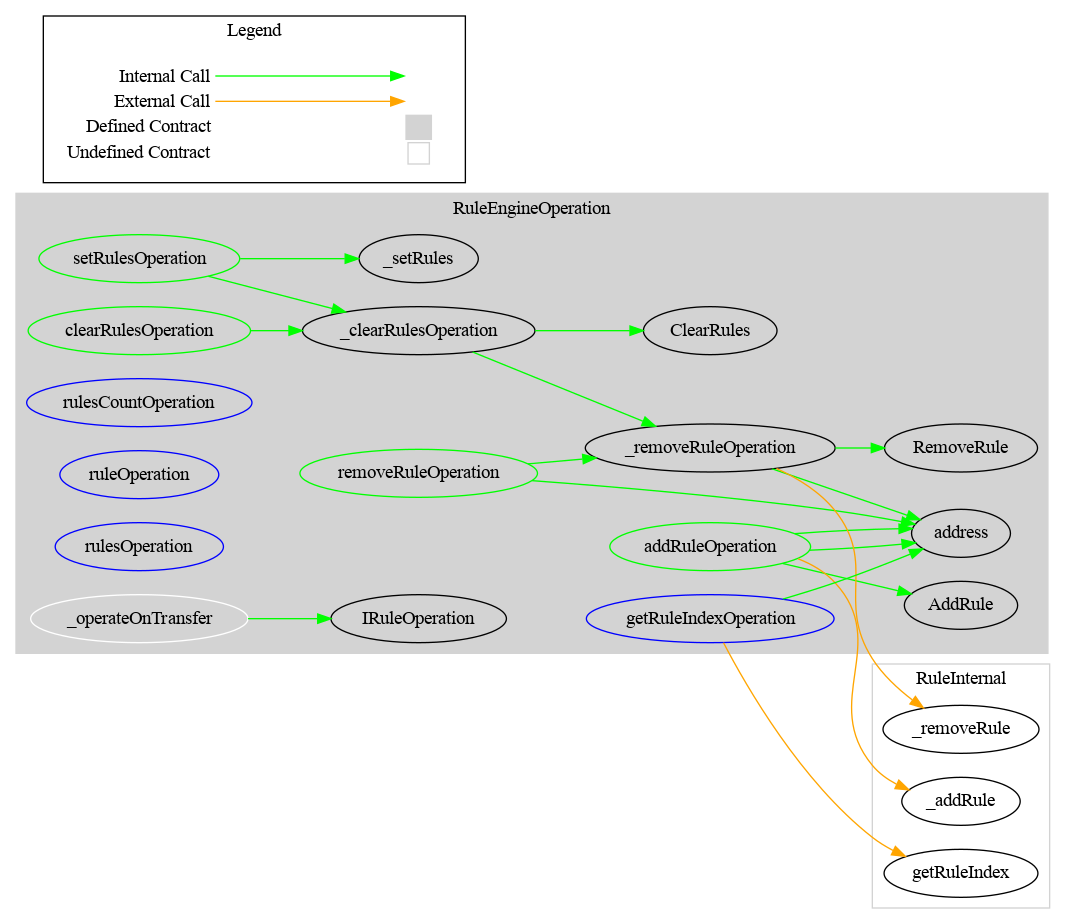 Legend
Internal Call
External Call
Defined Contract
Undefined Contract
RuleEngineOperation
setRulesOperation
_setRules
clearRulesOperation
_clearRulesOperation
ClearRules
rulesCountOperation
_removeRuleOperation
RemoveRule
ruleOperation
removeRuleOperation
rulesOperation
addRuleOperation
address
_operateOnTransfer
IRuleOperation
getRuleIndexOperation
AddRule
RuleInternal
_removeRule
_addRule
getRuleIndex